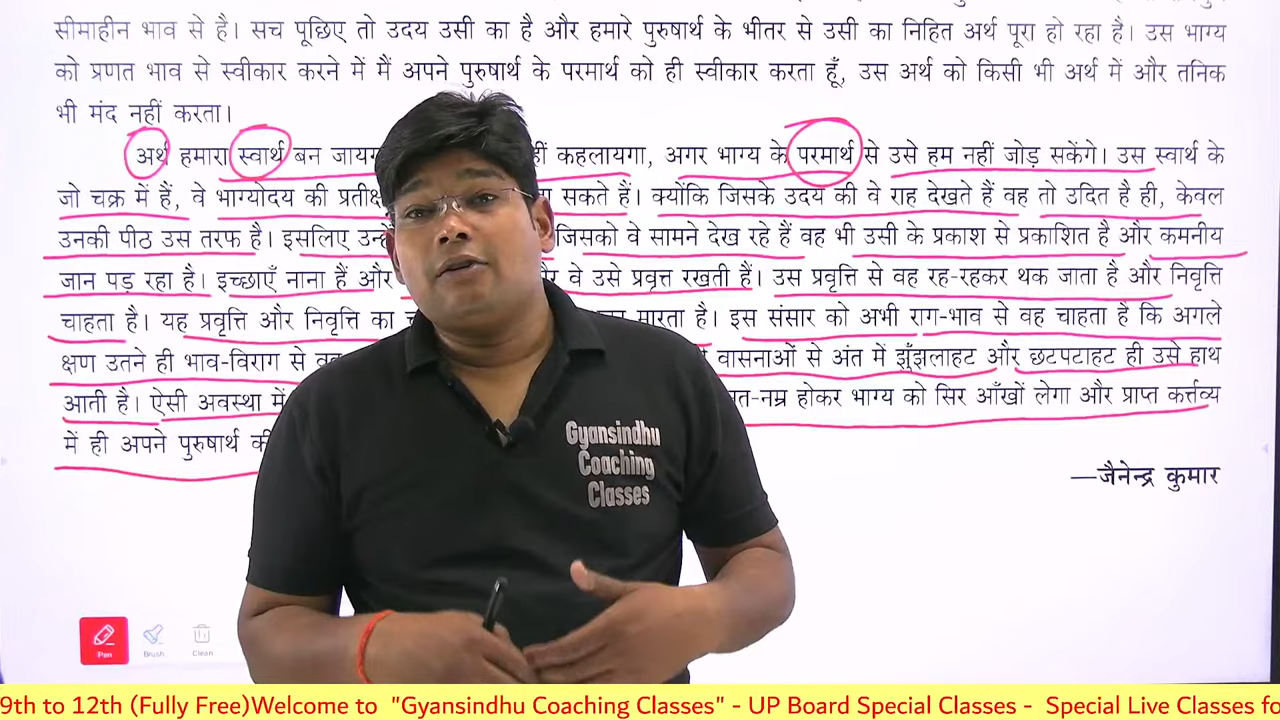 सीमाहीन भाव से है। सच पूछिए तो उदय उसी का है और हमारे पुरुषार्थ के भीतर से उसी का निहित अर्थ पूरा हो रहा है। उस भाग्य
को प्रणत भाव से स्वीकार करने में मैं अपने पुरुषार्थ के परमार्थ को ही स्वीकार करता हूँ, उस अर्थ को किसी भी अर्थ में और तनिक
भी मंद नहीं करता।
अर्थ हमारा स्वार्थ बन कहलायगा, अगर भाग्य के परमार्थ से उसे हम नहीं जोड़ सकेंगे। उस स्वार्थ के
जो चक्र में हैं, वे भाग्योदय की सकते हैं। क्योंकि जिसके उदय की वे राह देखते हैं वह तो उदित है ही, केवल
उनकी पीठ उस तरफ है। इसलिए जिसको वे सामने देख रहे हैं वह भी उसी के प्रकाश से प्रकाशित है और कमनीय
जान पड़ रहा है। इच्छाएँ नाना हैं और वे उसे प्रवृत्त रखती हैं। उस प्रवृत्ति से वह रह-रहकर थक जाता है और निवृत्ति
चाहता है। यह प्रवृत्ति और निवृत्ति का मारता है। इस संसार को अभी राग-भाव से वह चाहता है कि अगले
क्षण उतने ही भाव-विराग से वासनाओं से अंत में झुँझलाहट और छटपटाहट ही उसे हाथ
आती है। ऐसी अवस्था में होकर भाग्य को सिर आँखों लेगा और प्राप्त कर्त्तव्य
में ही अपने पुरुषार्थ
—जैनेन्द्र कुमार
Gyansindhu
Coaching
Classes
Pen Brush Clean
9th to 12th (Fully Free)Welcome to "Gyansindhu Coaching Classes" - UP Board Special Classes - Special Live Classes fo